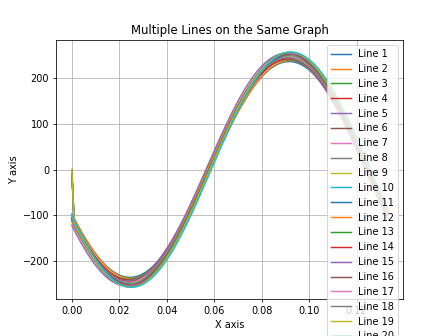 Multiple Lines on the Same Graph
Y axis
200
100
0
−100
−200
0.00
0.02
0.04
0.06
0.08
0.10
X axis
Line 1
Line 2
Line 3
Line 4
Line 5
Line 6
Line 7
Line 8
Line 9
Line 10
Line 11
Line 12
Line 13
Line 14
Line 15
Line 16
Line 17
Line 18
Line 19
Line 20